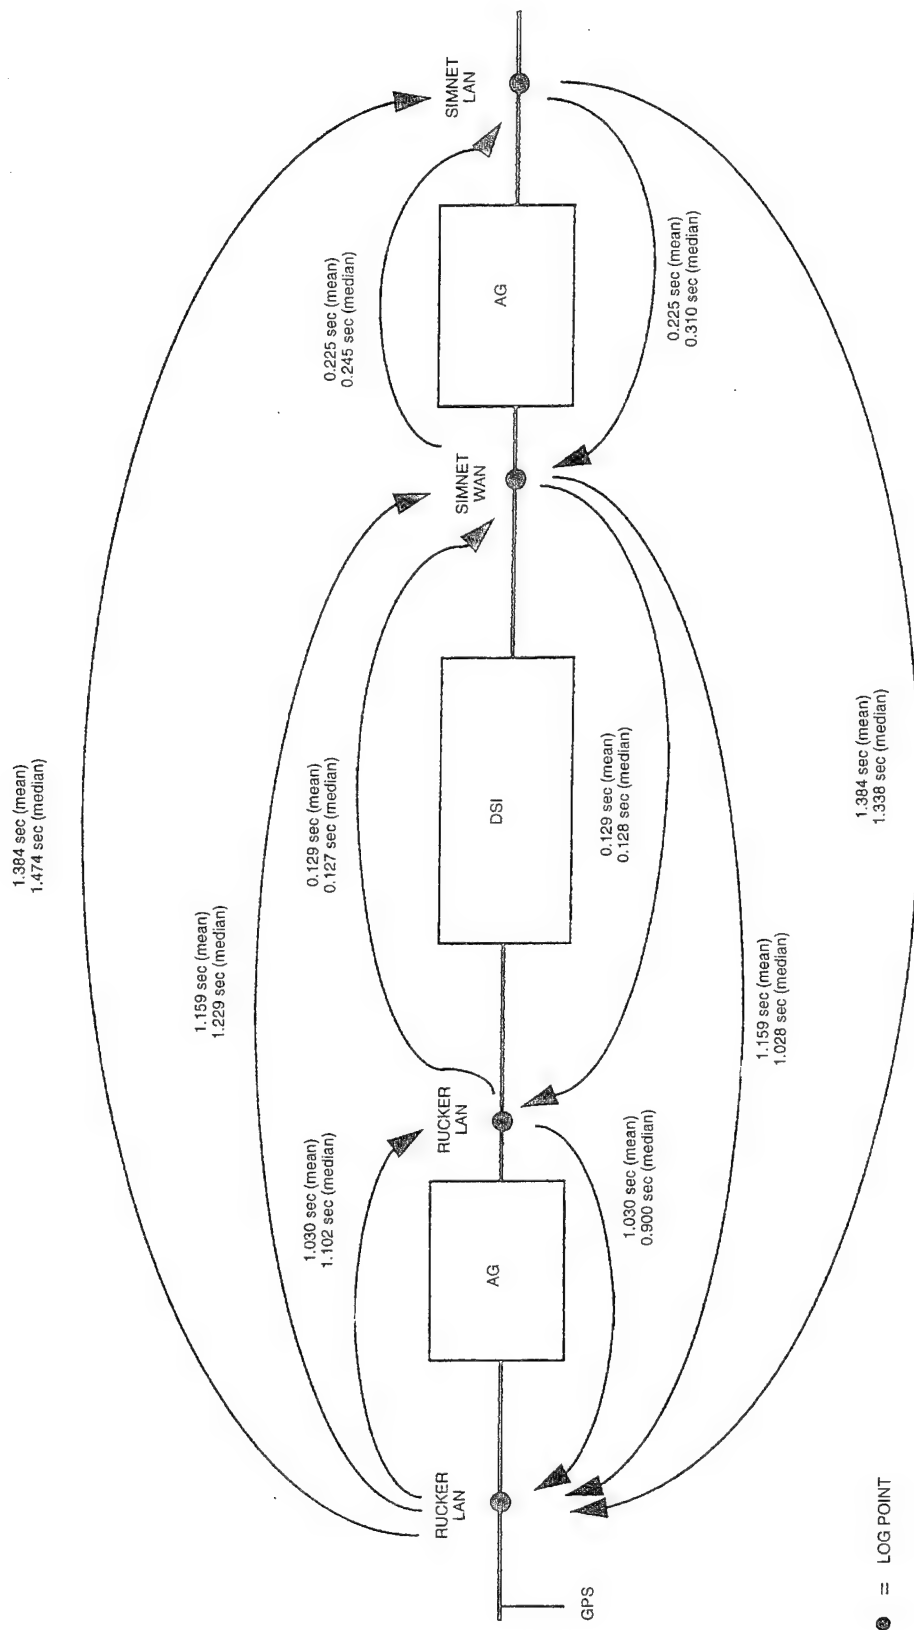 1.384 sec (mean)
1.474 sec (median)
1.159 sec (mean)
1.229 sec (median)
1.030 sec (mean)
1.102 sec (median)
0.129 sec (mean)
0.127 sec (median)
0.225 sec (mean)
0.245 sec (median)
RUCKER
LAN
RUCKER
LAN
SIMNET
WAN
SIMNET
LAN
GPS
AG
DSI
AG
1.030 sec (mean)
0.900 sec (median)
0.129 sec (mean)
0.128 sec (median)
0.225 sec (mean)
0.310 sec (median)
1.159 sec (mean)
1.028 sec (median)
1.384 sec (mean)
1.338 sec (median)
= LOG POINT